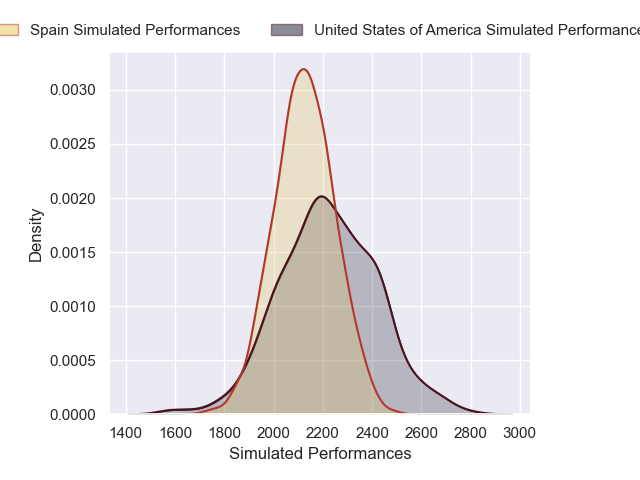 Spain Simulated Performances United States of America Simulated Performance
0.0030
0.0025
0.0020
0.0015
0.0010
0.0005
0.0000
Density
1400 1600 1800 2000 2200 2400 2600 2800 3000
Simulated Performances